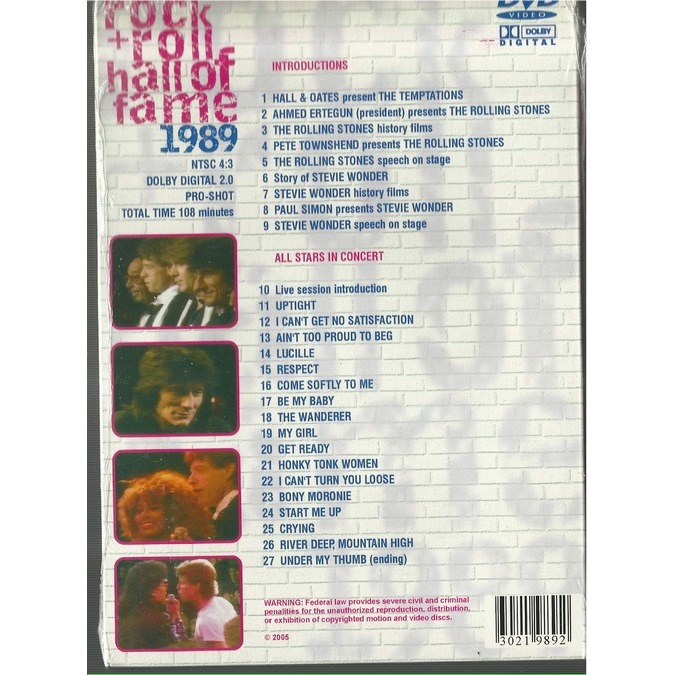 rock
+roll
hall of
fame
1989
NTSC 4:3
DOLBY DIGITAL 2.0
PRO-SHOT
TOTAL TIME 108 minutes
DVD
VIDEO
DOLBY
DIGITAL
INTRODUCTIONS
1 HALL & OATES present THE TEMPTATIONS
2 AHMED ERTEGUN (president) presents THE ROLLING STONES
3 THE ROLLING STONES history films
4 PETE TOWNSHEND presents THE ROLLING STONES
5 THE ROLLING STONES speech on stage
6 Story of STEVIE WONDER
7 STEVIE WONDER history films
8 PAUL SIMON presents STEVIE WONDER
9 STEVIE WONDER speech on stage
ALL STARS IN CONCERT
10 Live session introduction
11 UPTIGHT
12 I CAN'T GET NO SATISFACTION
13 AIN'T TOO PROUD TO BEG
14 LUCILLE
15 RESPECT
16 COME SOFTLY TO ME
17 BE MY BABY
18 THE WANDERER
19 MY GIRL
20 GET READY
21 HONKY TONK WOMEN
22 I CAN'T TURN YOU LOOSE
23 BONY MORONIE
24 START ME UP
25 CRYING
26 RIVER DEEP, MOUNTAIN HIGH
27 UNDER MY THUMB (ending)
WARNING: Federal law provides severe civil and criminal
penalities for the unauthorized reproduction, distribution,
or exhibition of copyrighted motion and video discs.
© 2005
3021 9892